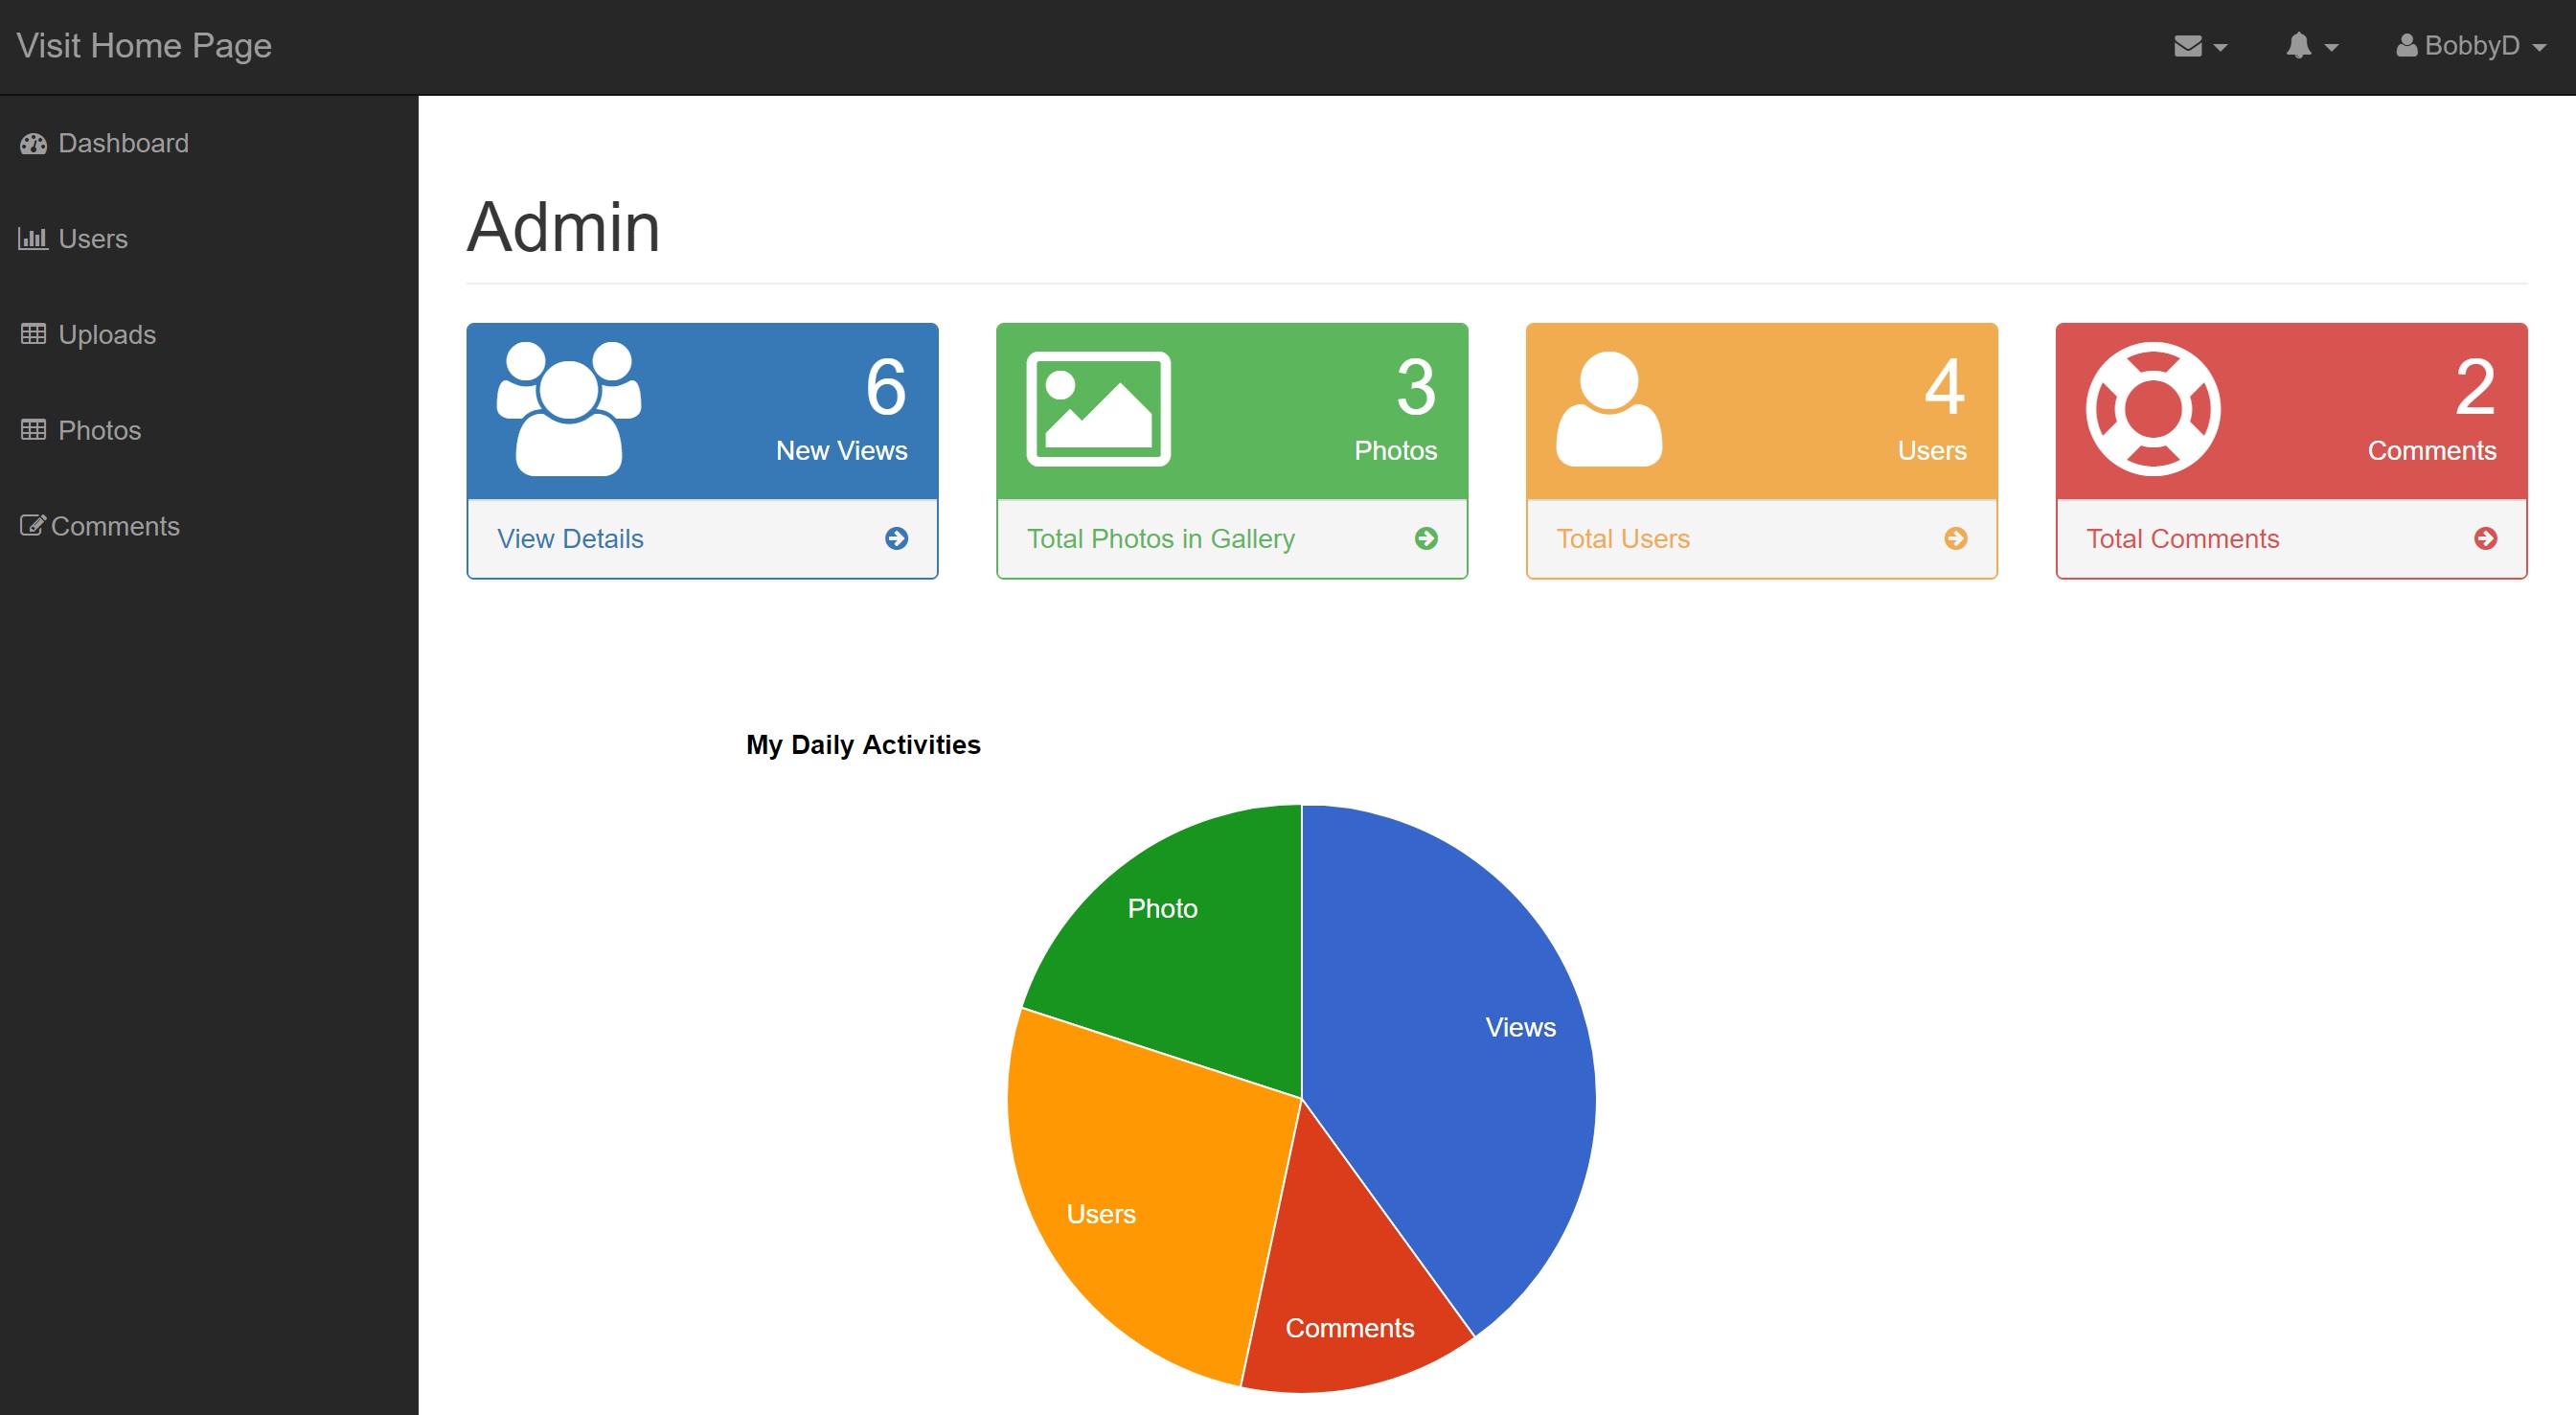 Visit Home Page
BobbyD
Dashboard
Users
Uploads
Photos
Comments
Admin
6
New Views
View Details
3
Photos
Total Photos in Gallery
4
Users
Total Users
2
Comments
Total Comments
My Daily Activities
Photo
Views
Users
Comments